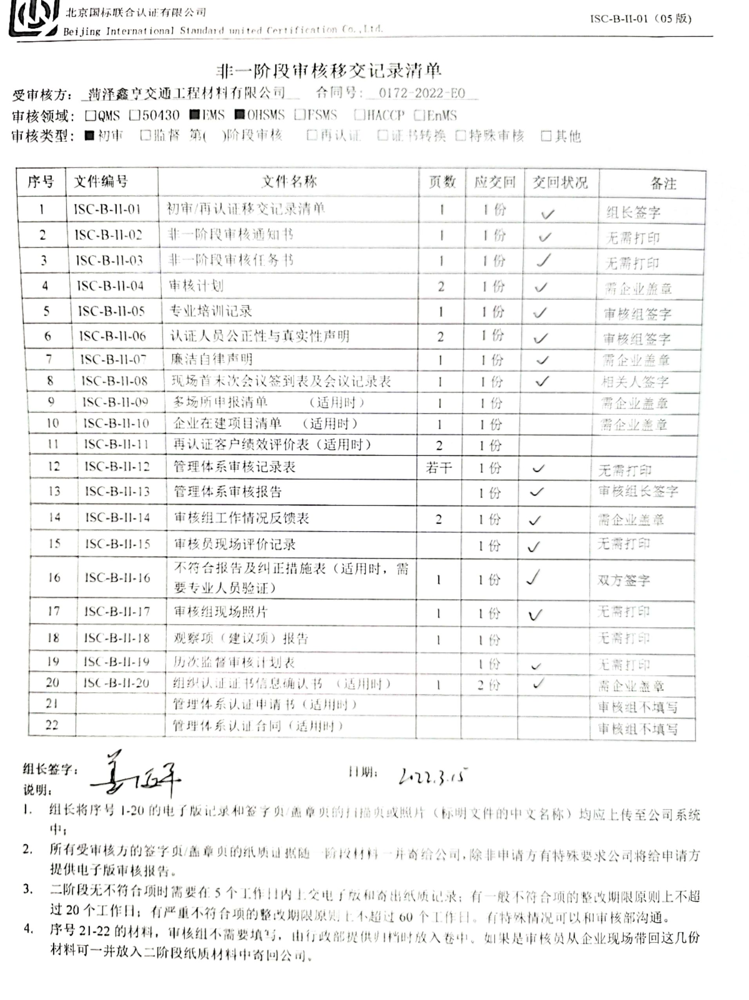 北京国标联合认证有限公司
ISC-B-II-01（05版）
Beijing International Standard united Certification Co.,Ltd.
非一阶段审核移交记录清单
受审核方： 菏泽鑫亨交通工程材料有限公司 合同号： 0172-2022-EO
审核领域：□QMS □50430 ■EMS ■OHSMS □FSMS □HACCP □EnMS
审核类型：■初审 □监督 第( )阶段审核 □再认证 □证书转换 □特殊审核 □其他
序号 文件编号 文件名称 页数 应交回 交回状况 备注
1 ISC-B-II-01 初审/再认证移交记录清单 1 1份 ✓ 组长签字
2 ISC-B-II-02 非一阶段审核通知书 1 1份 ✓ 无需打印
3 ISC-B-II-03 非一阶段审核任务书 1 1份 ✓ 无需打印
4 ISC-B-II-04 审核计划 2 1份 ✓ 需企业盖章
5 ISC-B-II-05 专业培训记录 1 1份 ✓ 审核组签字
6 ISC-B-II-06 认证人员公正性与真实性声明 2 1份 ✓ 审核组签字
7 ISC-B-II-07 廉洁自律声明 1 1份 ✓ 需企业盖章
8 ISC-B-II-08 现场首末次会议签到表及会议记录表 1 1份 ✓ 相关人签字
9 ISC-B-II-09 多场所申报清单 （适用时） 1 1份 需企业盖章
10 ISC-B-II-10 企业在建项目清单 （适用时） 1 1份 需企业盖章
11 ISC-B-II-11 再认证客户绩效评价表（适用时） 2 1份
12 ISC-B-II-12 管理体系审核记录表 若干 1份 ✓ 无需打印
13 ISC-B-II-13 管理体系审核报告 1份 ✓ 审核组长签字
14 ISC-B-II-14 审核组工作情况反馈表 2 1份 ✓ 需企业盖章
15 ISC-B-II-15 审核员现场评价记录 1份 ✓ 无需打印
16 ISC-B-II-16 不符合报告及纠正措施表（适用时，需
要专业人员验证） 1 1份 ✓ 双方签字
17 ISC-B-II-17 审核组现场照片 1 1份 ✓ 无需打印
18 ISC-B-II-18 观察项（建议项）报告 1 1份 无需打印
19 ISC-B-II-19 历次监督审核计划表 1份 ✓ 无需打印
20 ISC-B-II-20 组织认证证书信息确认书 （适用时） 1 2份 ✓ 需企业盖章
21 管理体系认证申请书（适用时） 审核组不填写
22 管理体系认证合同（适用时） 审核组不填写
组长签字： 日期： 2022.3.15
说明：
1. 组长将序号1-20的电子版记录和签字页/盖章页的扫描页或照片（标明文件的中文名称）均应上传至公司系统
中；
2. 所有受审核方的签字页/盖章页的纸质证据随一阶段材料一并寄给公司，除非申请方有特殊要求公司将给申请方
提供电子版审核报告。
3. 二阶段无不符合项时需要在5个工作日内上交电子版和寄出纸质记录；有一般不符合项的整改期限原则上不超
过20个工作日；有严重不符合项的整改期限原则上不超过60个工作日。有特殊情况可以和审核部沟通。
4. 序号21-22的材料，审核组不需要填写，由行政部提供归档时放入卷中。如果是审核员从企业现场带回这几份
材料可一并放入二阶段纸质材料中寄回公司。